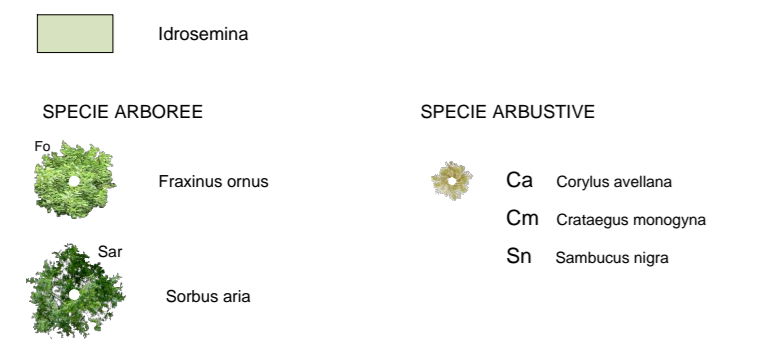 Idrosemina
SPECIE ARBOREE
Fo
Fraxinus ornus
Sar
Sorbus aria
SPECIE ARBUSTIVE
Ca Corylus avellana
Cm Crataegus monogyna
Sn Sambucus nigra